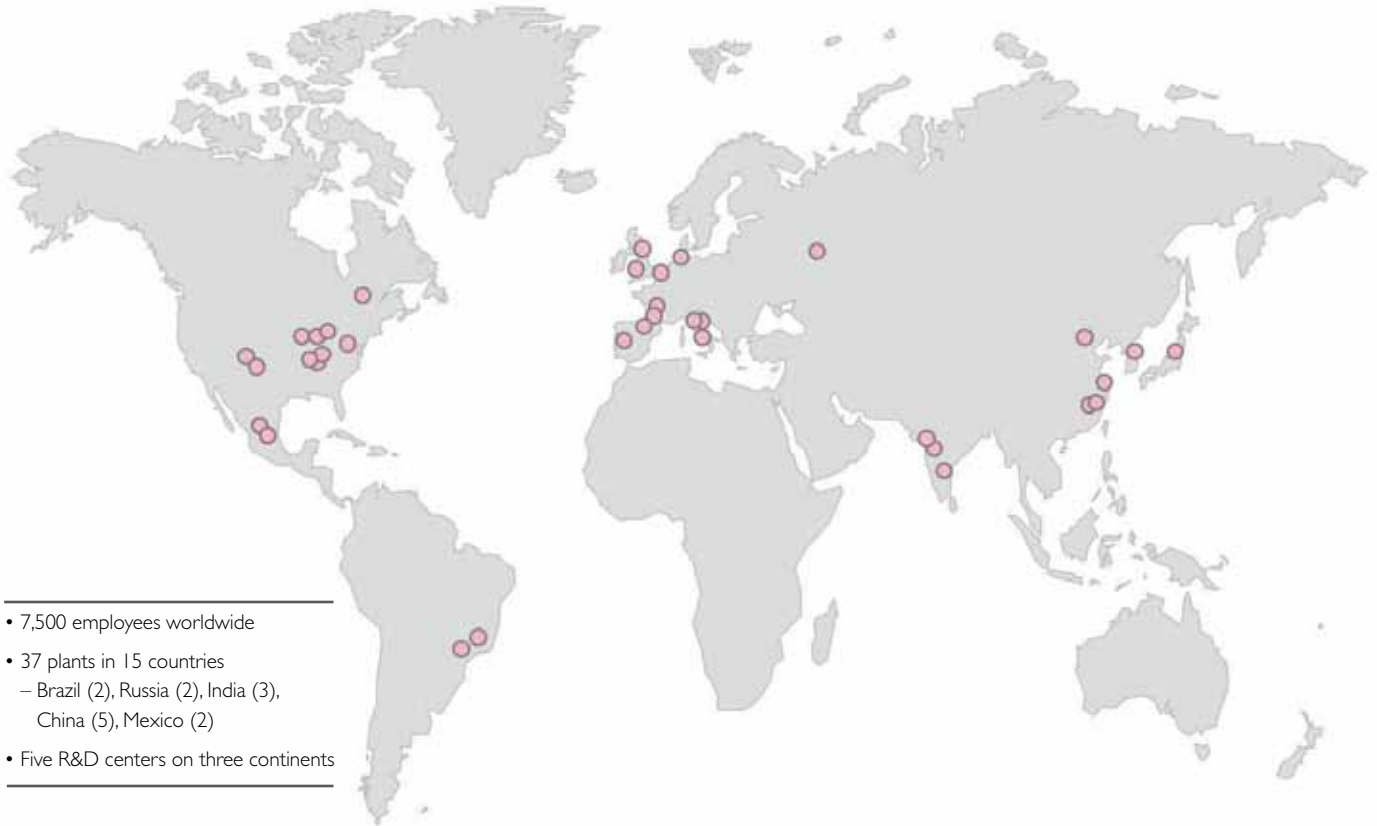 • 7,500 employees worldwide
• 37 plants in 15 countries
– Brazil (2), Russia (2), India (3),
China (5), Mexico (2)
• Five R&D centers on three continents